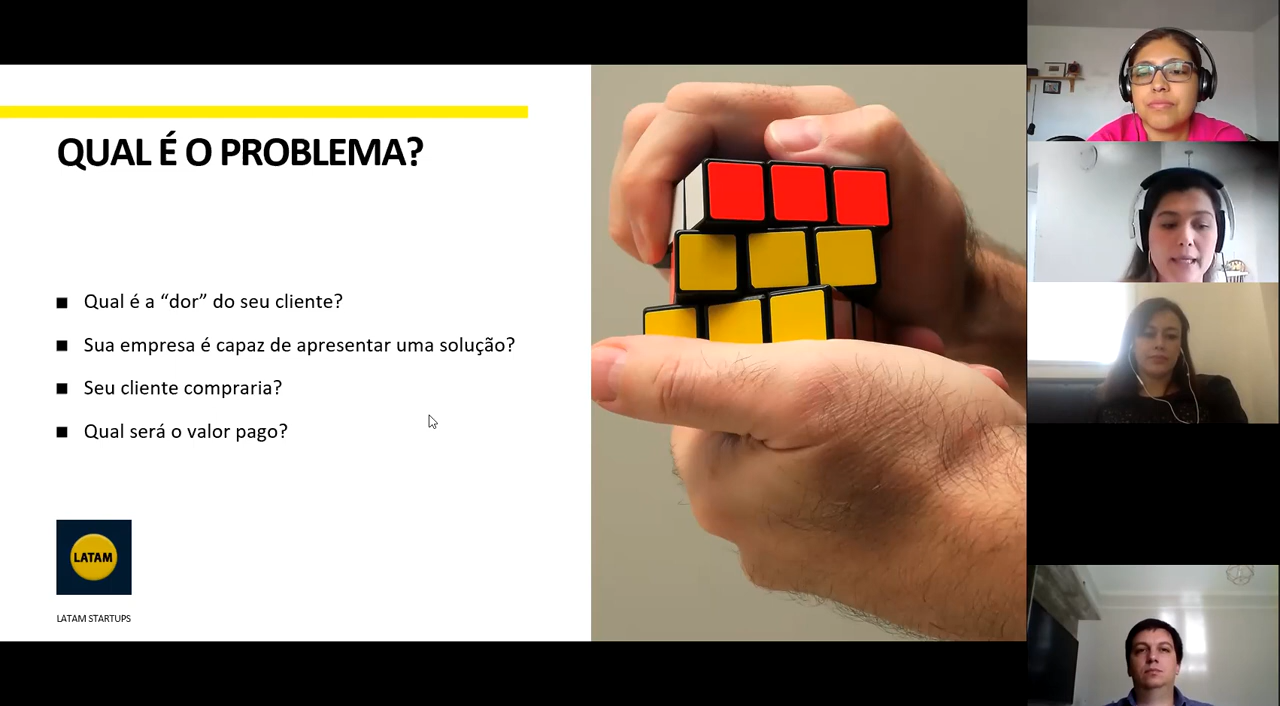 QUAL É O PROBLEMA?
Qual é a “dor” do seu cliente?
Sua empresa é capaz de apresentar uma solução?
Seu cliente compraria?
Qual será o valor pago?
LATAM
LATAM STARTUPS